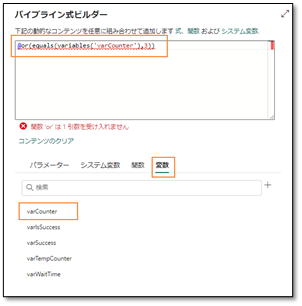 パイプライン式ビルダー
下記の動的なコンテンツを任意に組み合わせて追加します 式、関数 および システム変数
@or(equals(variables('varCounter'),3))
関数 'or' は 1 引数を受け入れません
コンテンツのクリア
パラメーター システム変数 関数 変数
検索
varCounter
varIsSuccess
varSuccess
varTempCounter
varWaitTime